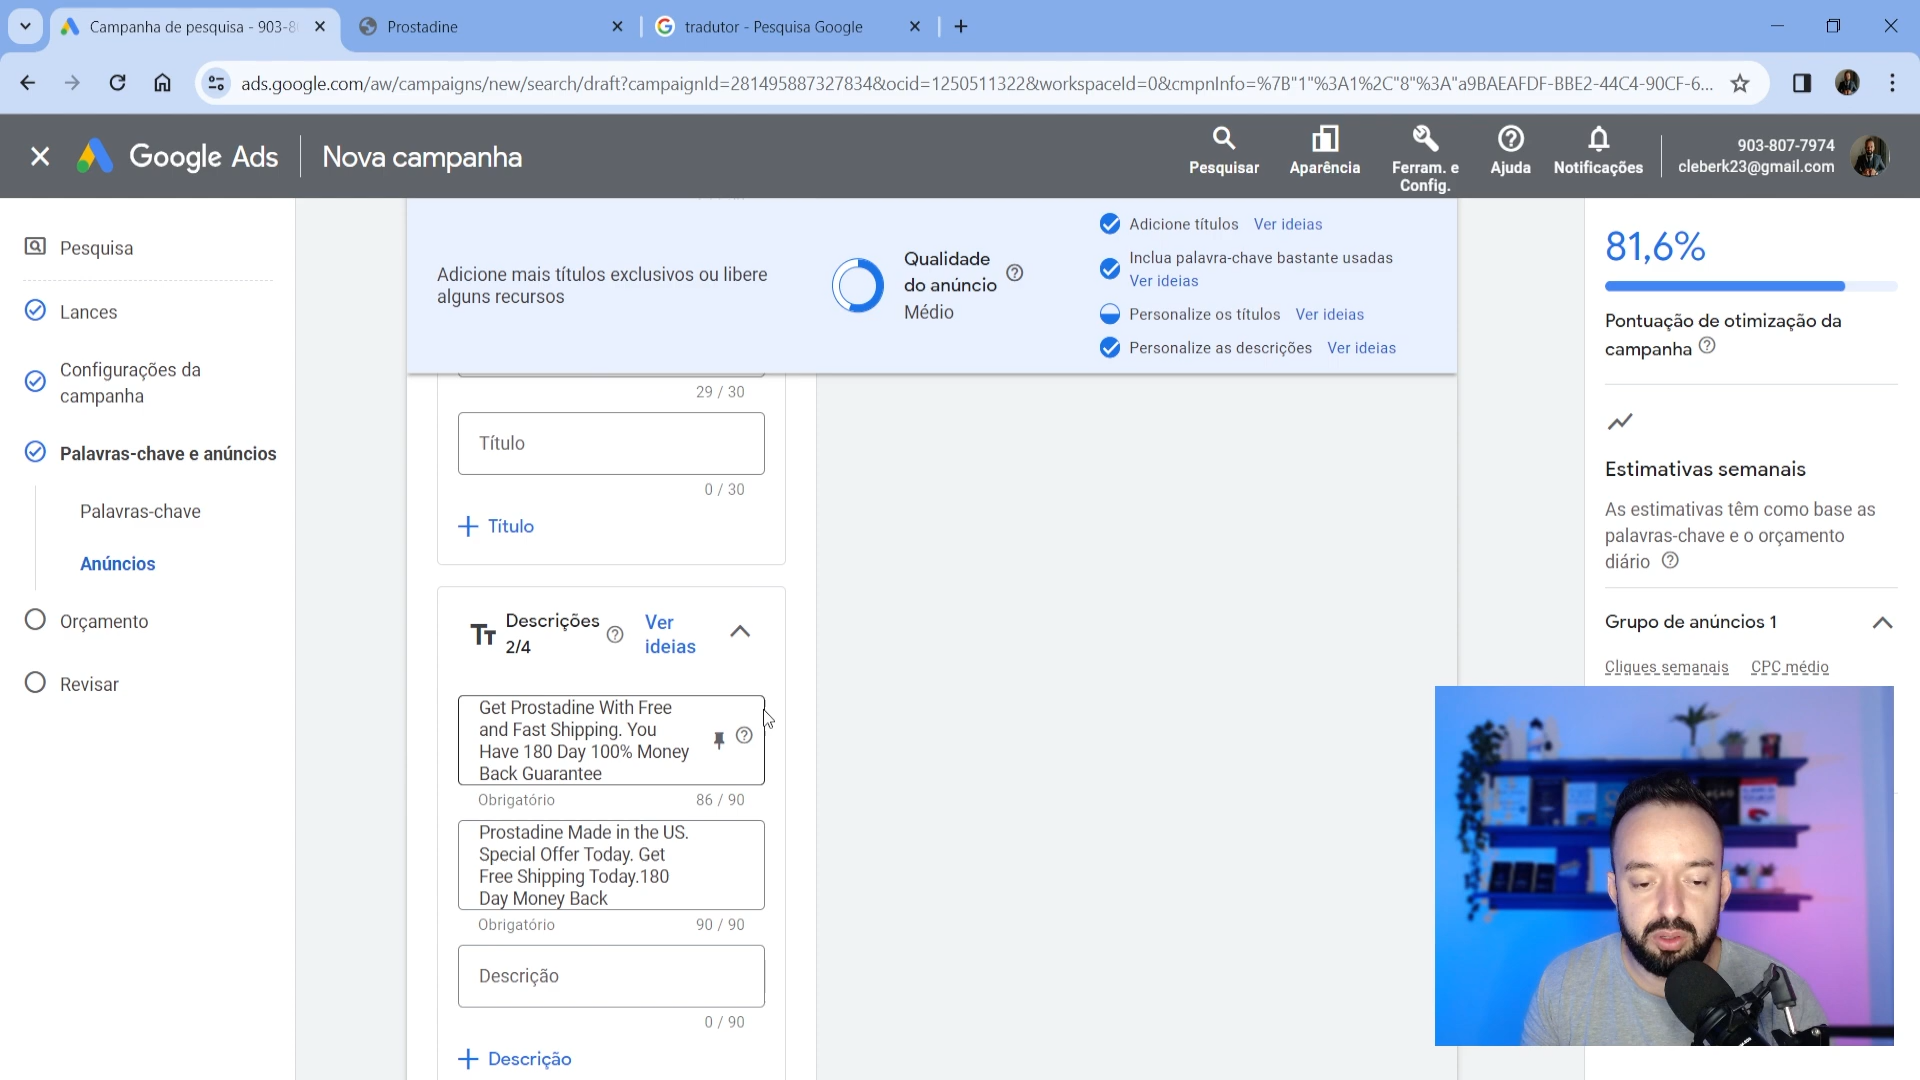 Campanha de pesquisa - 903-8
Prostadine
tradutor - Pesquisa Google
ads.google.com/aw/campaigns/new/search/draft?campaignId=281495887327834&ocid=1250511322&workspaceId=0&cmpnInfo=%7B"1"%3A1%2C"8"%3A"a9BAEAFDF-BBE2-44C4-90CF-6...
Google Ads
Nova campanha
Pesquisar
Aparência
Ferram. e
Config.
Ajuda
Notificações
903-807-7974
cleberk23@gmail.com
Pesquisa
Lances
Configurações da
campanha
Palavras-chave e anúncios
Palavras-chave
Anúncios
Orçamento
Revisar
Adicione mais títulos exclusivos ou libere
alguns recursos
Qualidade
do anúncio
Médio
Adicione títulos Ver ideias
Inclua palavra-chave bastante usadas
Ver ideias
Personalize os títulos Ver ideias
Personalize as descrições Ver ideias
29 / 30
Título
0 / 30
+ Título
Descrições
2/4
Ver
ideias
Get Prostadine With Free
and Fast Shipping. You
Have 180 Day 100% Money
Back Guarantee
Obrigatório 86 / 90
Prostadine Made in the US.
Special Offer Today. Get
Free Shipping Today.180
Day Money Back
Obrigatório 90 / 90
Descrição
0 / 90
+ Descrição
81,6%
Pontuação de otimização da
campanha
Estimativas semanais
As estimativas têm como base as
palavras-chave e o orçamento
diário
Grupo de anúncios 1
Cliques semanais CPC médio